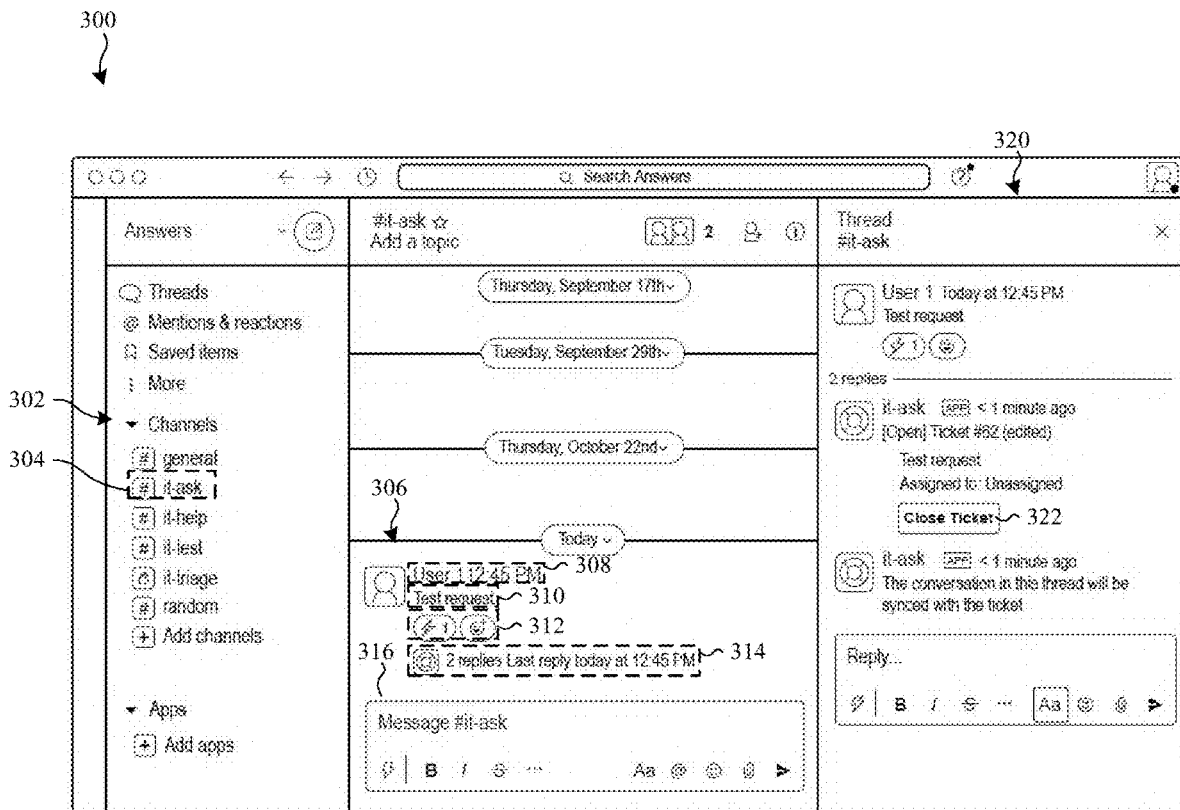 300
320
Search Answers
Answers
Threads
@ Mentions & reactions
Saved items
More
302
Channels
# general
304
# it-ask
# it-help
# it-test
it-triage
# random
+ Add channels
Apps
+ Add apps
#it-ask
2
Add a topic
Thursday, September 17th
Tuesday, September 29th
Thursday, October 22nd
306
Today
User 1 12:45 PM
308
Test request
310
1
312
316
2 replies Last reply today at 12:45 PM
314
Message #it-ask
B I S ... Aa @
Thread
#it-ask
User 1 Today at 12:45 PM
Test request
1
2 replies
it-ask APP < 1 minute ago
[Open] Ticket #62 (edited)
Test request
Assigned to: Unassigned
Close Ticket
322
it-ask APP < 1 minute ago
The conversation in this thread will be
synced with the ticket
Reply...
B I S ... Aa